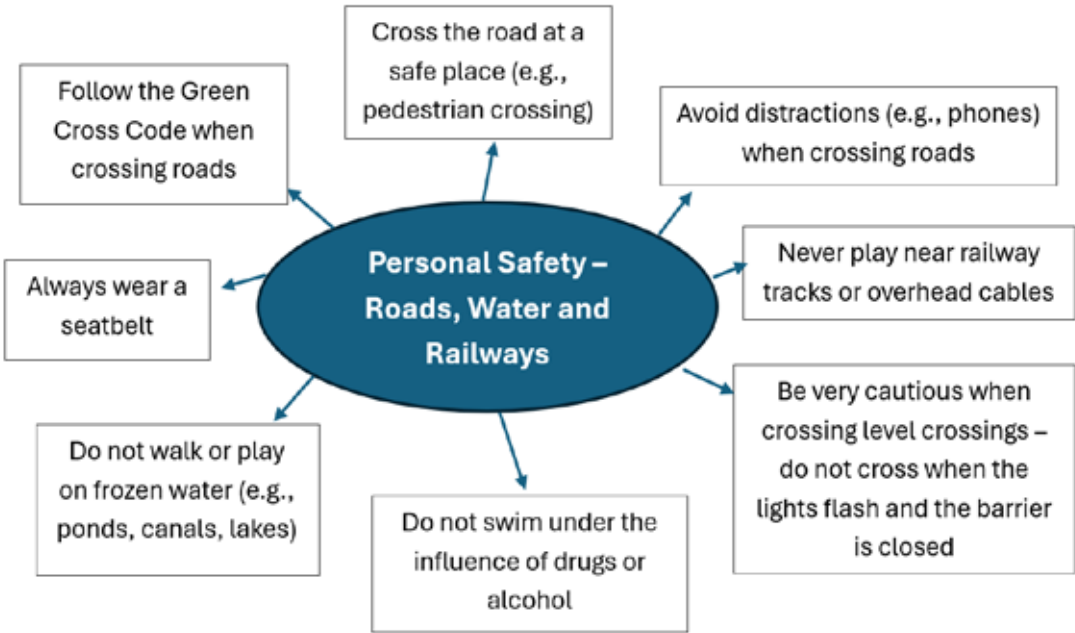 Cross the road at a
safe place (e.g.,
pedestrian crossing)
Follow the Green
Cross Code when
crossing roads
Avoid distractions (e.g., phones)
when crossing roads
Personal Safety –
Roads, Water and
Railways
Never play near railway
tracks or overhead cables
Always wear a
seatbelt
Be very cautious when
crossing level crossings –
do not cross when the
lights flash and the barrier
is closed
Do not walk or play
on frozen water (e.g.,
ponds, canals, lakes)
Do not swim under the
influence of drugs or
alcohol